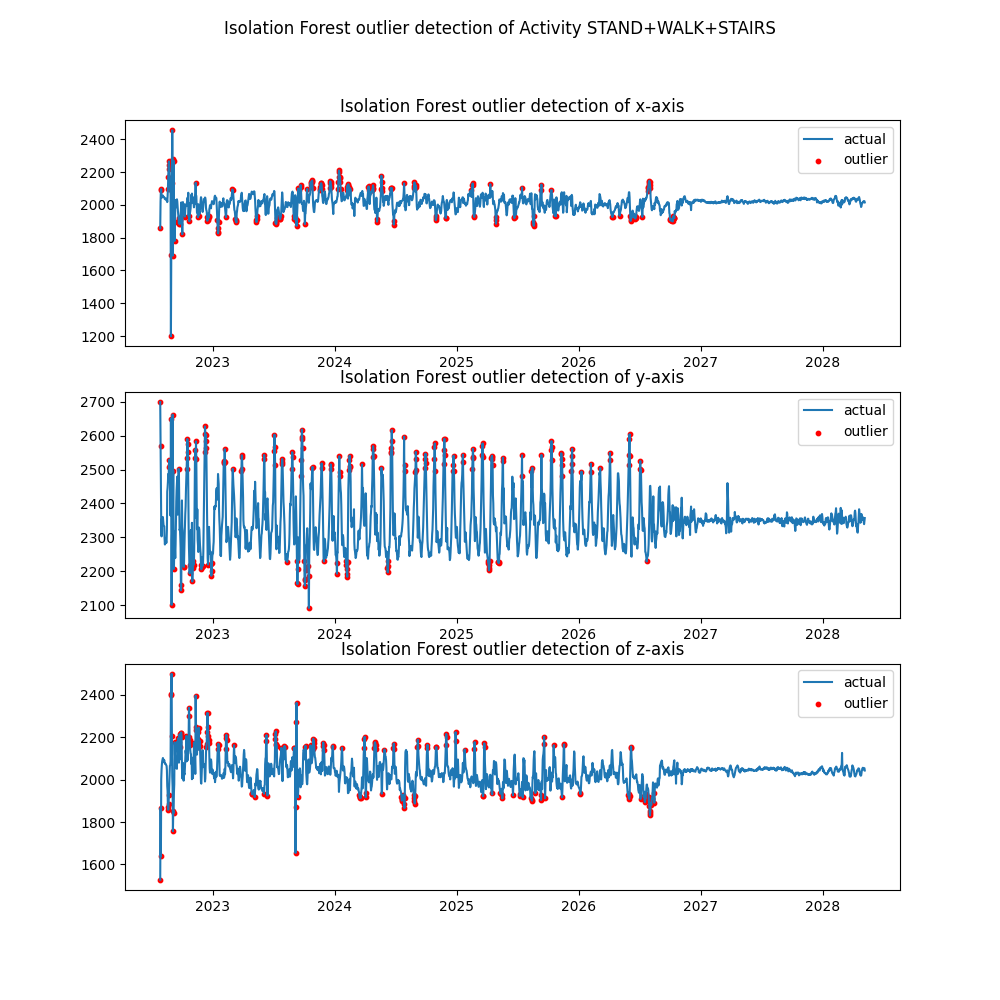 Isolation Forest outlier detection of Activity STAND+WALK+STAIRS
Isolation Forest outlier detection of x-axis
2400
2200
2000
1800
1600
1400
1200
actual
outlier
2023 2024 2025 2026 2027 2028
Isolation Forest outlier detection of y-axis
2700
2600
2500
2400
2300
2200
2100
actual
outlier
2023 2024 2025 2026 2027 2028
Isolation Forest outlier detection of z-axis
2400
2200
2000
1800
1600
actual
outlier
2023 2024 2025 2026 2027 2028